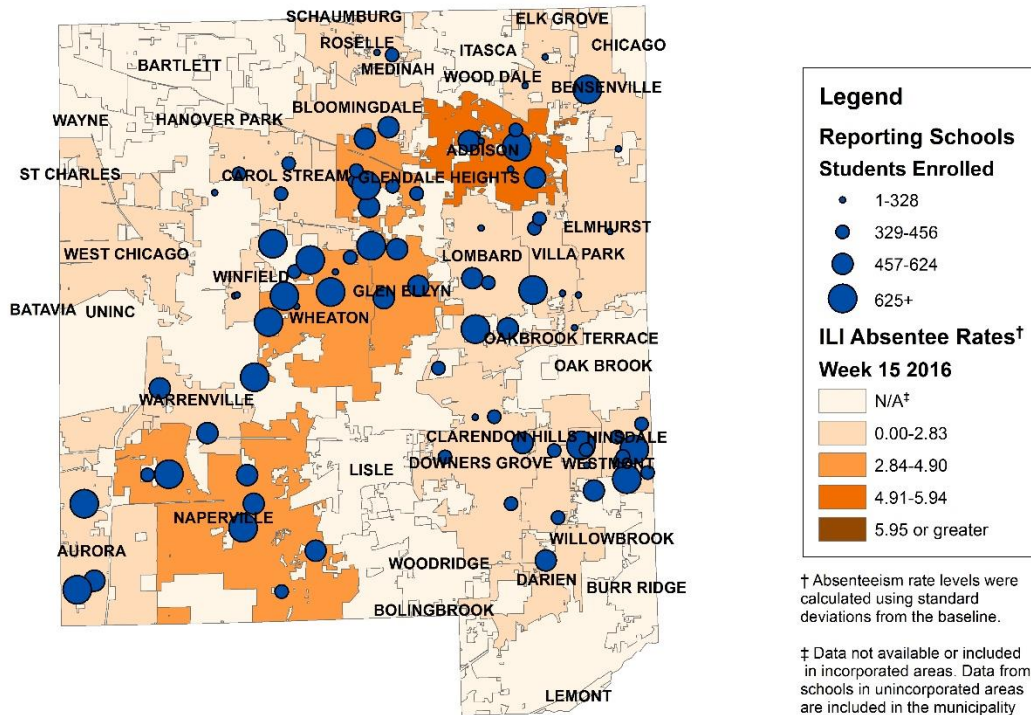 SCHAUMBURG
ELK GROVE
ROSELLE
ITASCA
CHICAGO
BARTLETT
MEDINAH
WOOD DALE
BENSENVILLE
BLOOMINGDALE
WAYNE
HANOVER PARK
ADDISON
ST CHARLES
CAROL STREAM
GLENDALE HEIGHTS
ELMHURST
WEST CHICAGO
LOMBARD
VILLA PARK
WINFIELD
GLEN ELLYN
BATAVIA
UNINC
WHEATON
OAKBROOK TERRACE
OAK BROOK
WARRENVILLE
CLARENDON HILLS
HINSDALE
LISLE
DOWNERS GROVE
WESTMONT
NAPERVILLE
AURORA
WILLOWBROOK
WOODRIDGE
DARIEN
BURR RIDGE
BOLINGBROOK
LEMONT
Legend
Reporting Schools
Students Enrolled
1-328
329-456
457-624
625+
ILI Absentee Rates†
Week 15 2016
N/A‡
0.00-2.83
2.84-4.90
4.91-5.94
5.95 or greater
† Absenteeism rate levels were
calculated using standard
deviations from the baseline.
‡ Data not available or included
in incorporated areas. Data from
schools in unincorporated areas
are included in the municipality